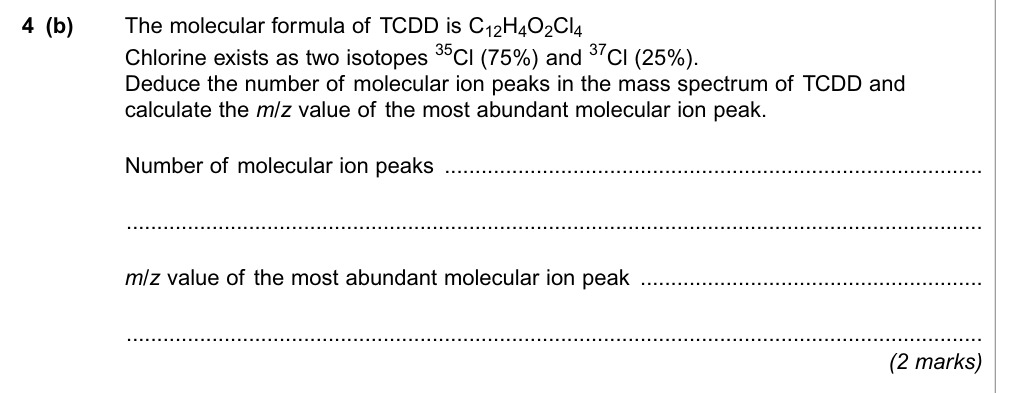 4 (b) The molecular formula of TCDD is C₁₂H₄O₂Cl₄
Chlorine exists as two isotopes ³⁵Cl (75%) and ³⁷Cl (25%).
Deduce the number of molecular ion peaks in the mass spectrum of TCDD and
calculate the m/z value of the most abundant molecular ion peak.
Number of molecular ion peaks ........................................................................................
............................................................................................................................................
m/z value of the most abundant molecular ion peak ........................................................
............................................................................................................................................
(2 marks)